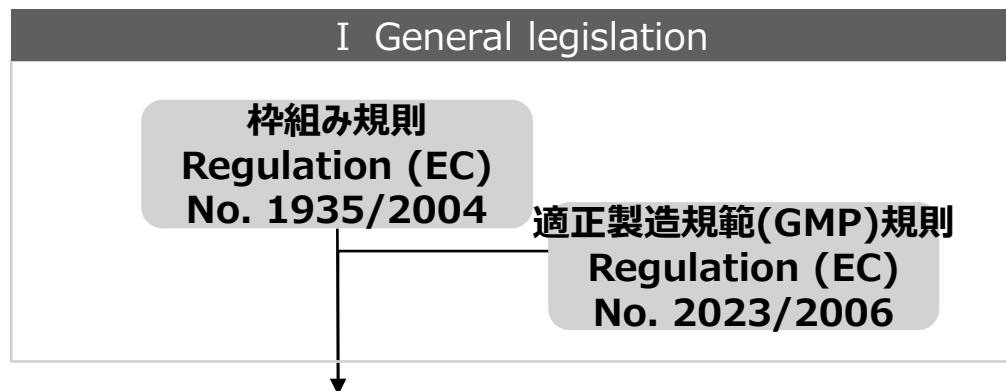 Ⅰ General legislation
枠組み規則
Regulation (EC)
No. 1935/2004
適正製造規範(GMP)規則
Regulation (EC)
No. 2023/2006